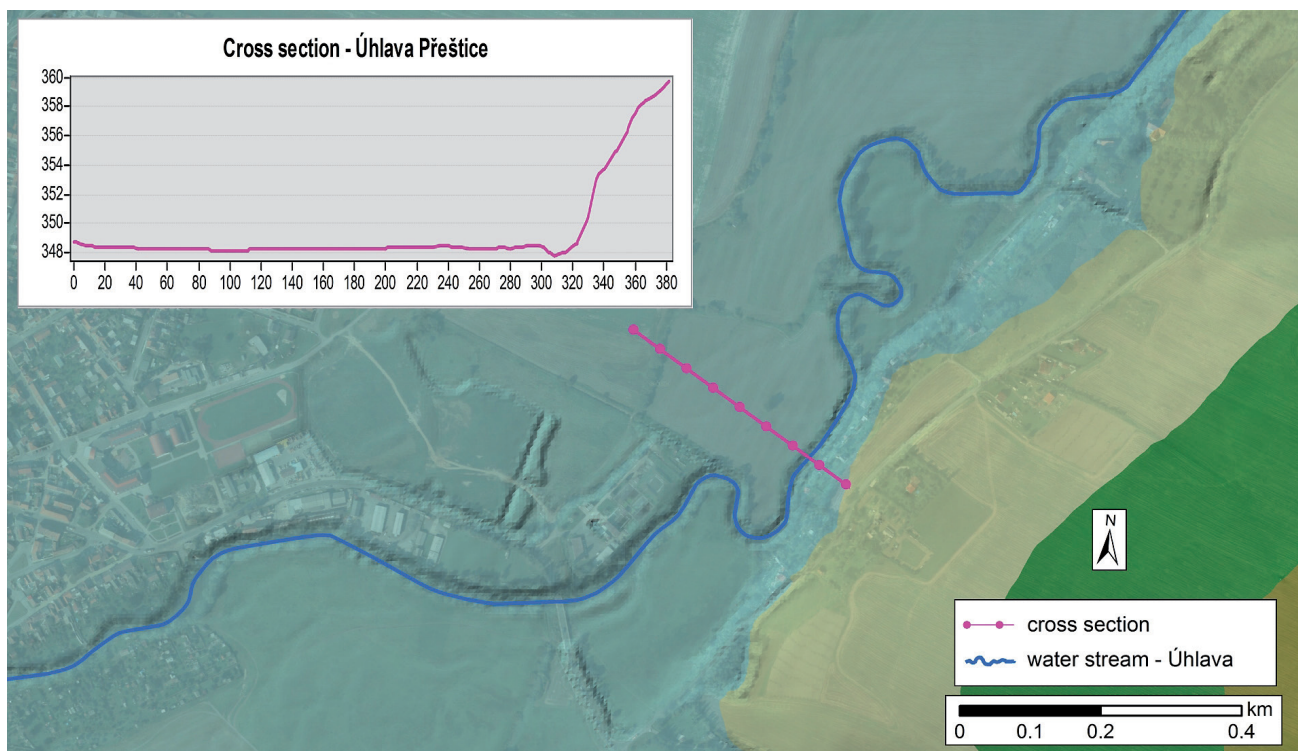 Cross section - Úhlava Přeštice
360
358
356
354
352
350
348
0 20 40 60 80 100 120 140 160 180 200 220 240 260 280 300 320 340 360 380
N
cross section
water stream - Úhlava
km
0 0.1 0.2 0.4